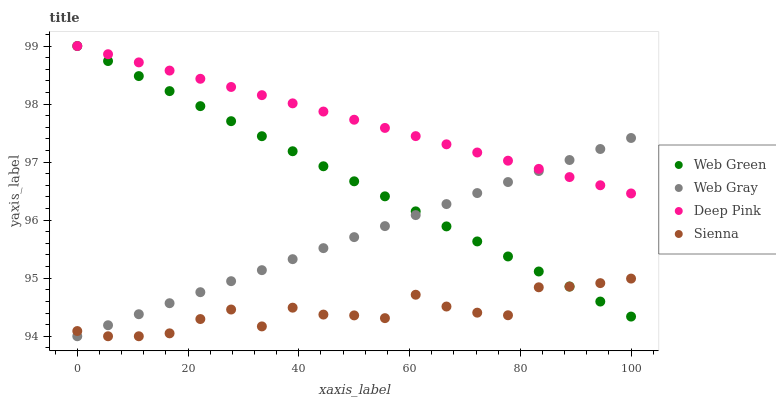 title
yaxis_label
99
98
97
96
95
94
0
20
40
60
80
100
xaxis_label
Web Green
Web Gray
Deep Pink
Sienna